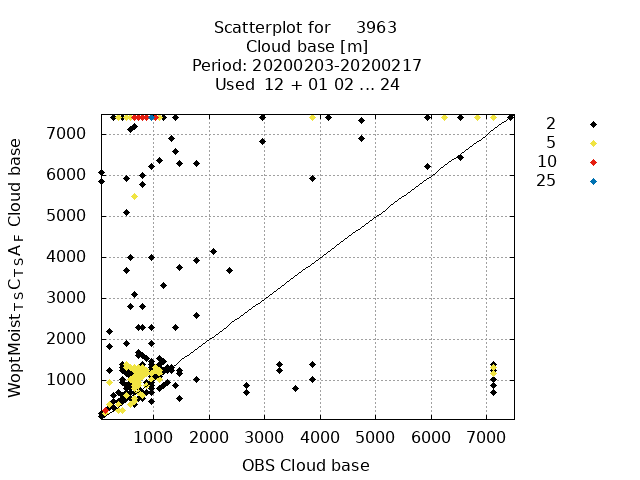 Scatterplot for 3963
Cloud base [m]
Period: 20200203-20200217
Used 12 + 01 02 ... 24
WoptMoist_TSC_TSA_F Cloud base
7000
6000
5000
4000
3000
2000
1000
1000 2000 3000 4000 5000 6000 7000
OBS Cloud base
2
5
10
25